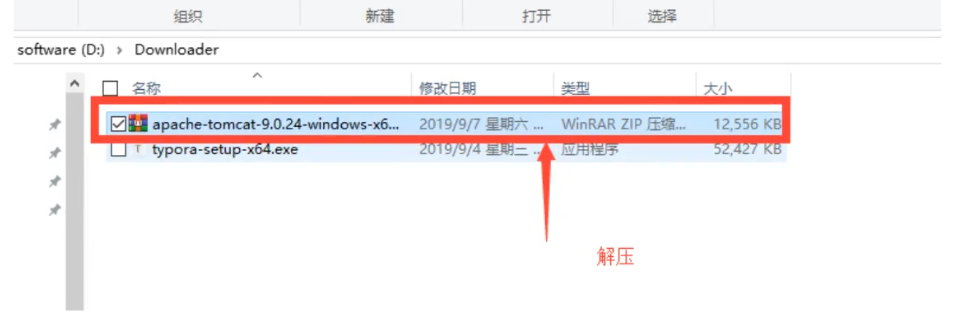 组织 新建 打开 选择
software (D:) › Downloader
名称 修改日期 类型 大小
apache-tomcat-9.0.24-windows-x6... 2019/9/7 星期六 ... WinRAR ZIP 压缩... 12,556 KB
typora-setup-x64.exe 2019/9/4 星期三 ... 应用程序 52,427 KB
解压